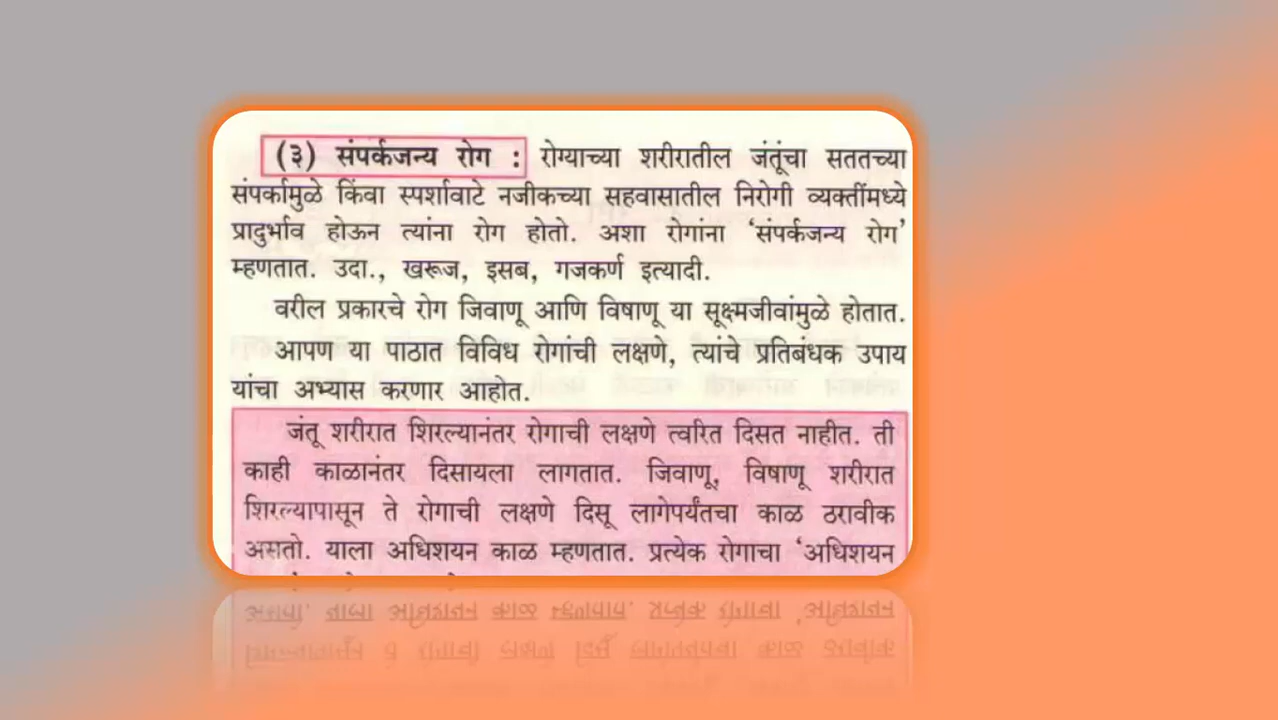 (३) संपर्कजन्य रोग : रोग्याच्या शरीरातील जंतूंचा सततच्या
संपर्कामुळे किंवा स्पर्शावाटे नजीकच्या सहवासातील निरोगी व्यक्तींमध्ये
प्रादुर्भाव होऊन त्यांना रोग होतो. अशा रोगांना ‘संपर्कजन्य रोग’
म्हणतात. उदा., खरूज, इसब, गजकर्ण इत्यादी.
वरील प्रकारचे रोग जिवाणू आणि विषाणू या सूक्ष्मजीवांमुळे होतात.
आपण या पाठात विविध रोगांची लक्षणे, त्यांचे प्रतिबंधक उपाय
यांचा अभ्यास करणार आहोत.
जंतू शरीरात शिरल्यानंतर रोगाची लक्षणे त्वरित दिसत नाहीत. ती
काही काळानंतर दिसायला लागतात. जिवाणू, विषाणू शरीरात
शिरल्यापासून ते रोगाची लक्षणे दिसू लागेपर्यंतचा काळ ठरावीक
असतो. याला अधिशयन काळ म्हणतात. प्रत्येक रोगाचा ‘अधिशयन